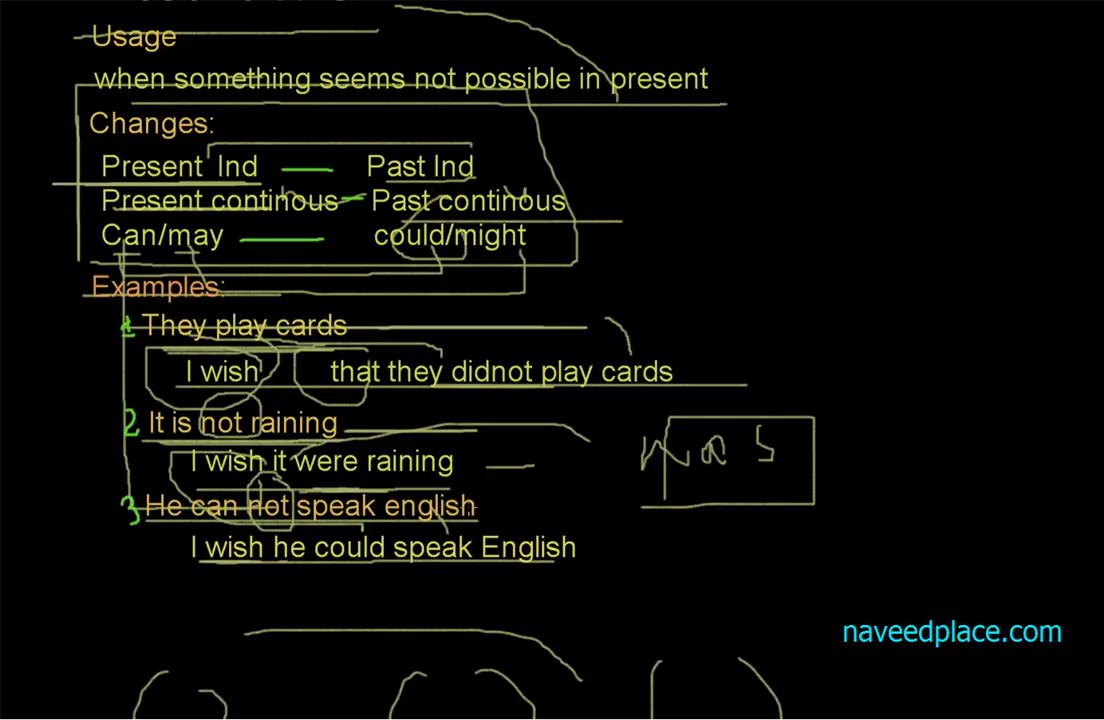 Usage
when something seems not possible in present
Changes:
Present Ind — Past Ind
Present continous - Past continous
Can/may — could/might
Examples:
1 They play cards
I wish that they didnot play cards
2 It is not raining
I wish it were raining
was
3 He can not speak english
I wish he could speak English
naveedplace.com